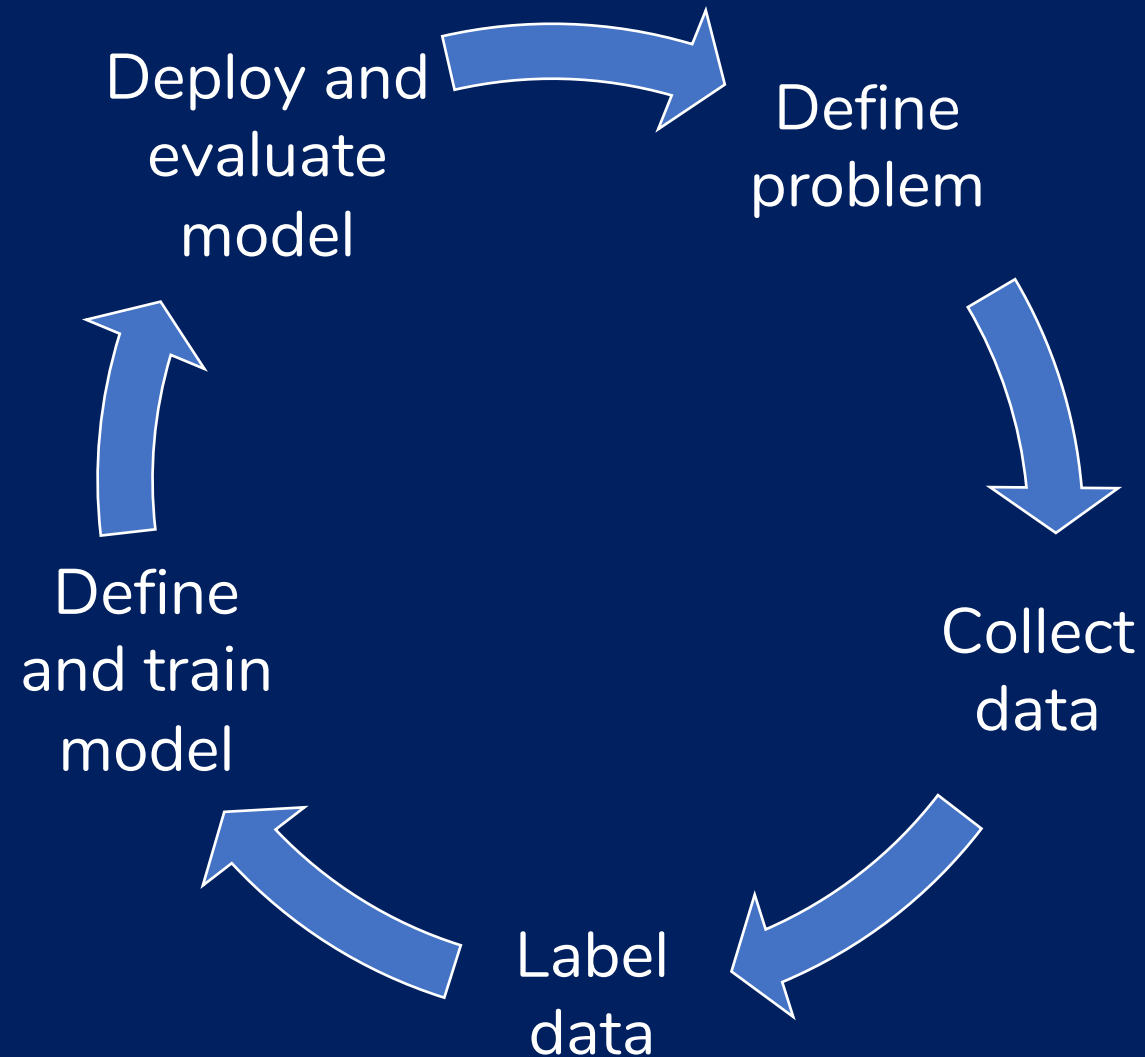 Deploy and
evaluate
model
Define
problem
Collect
data
Label
data
Define
and train
model